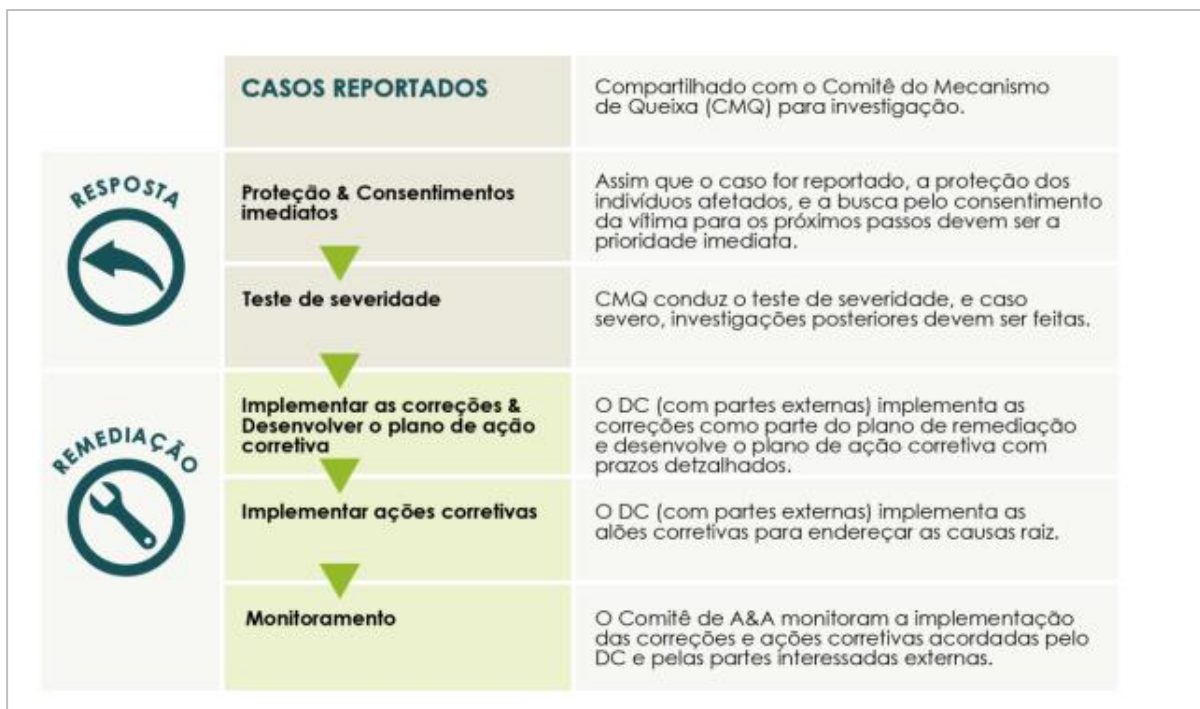 CASOS REPORTADOS
Compartilhado com o Comitê do Mecanismo
de Queixa (CMQ) para investigação.
RESPOSTA
Proteção & Consentimentos
imediatos
Assim que o caso for reportado, a proteção dos
indivíduos afetados, e a busca pelo consentimento
da vítima para os próximos passos devem ser a
prioridade imediata.
Teste de severidade
CMQ conduz o teste de severidade, e caso
severo, investigações posteriores devem ser feitas.
REMEDIAÇÃO
Implementar as correções &
Desenvolver o plano de ação
corretiva
O DC (com partes externas) implementa as
correções como parte do plano de remediação
e desenvolve o plano de ação corretiva com
prazos detzalhados.
Implementar ações corretivas
O DC (com partes externas) implementa as
alões corretivas para endereçar as causas raiz.
Monitoramento
O Comitê de A&A monitoram a implementação
das correções e ações corretivas acordadas pelo
DC e pelas partes interessadas externas.